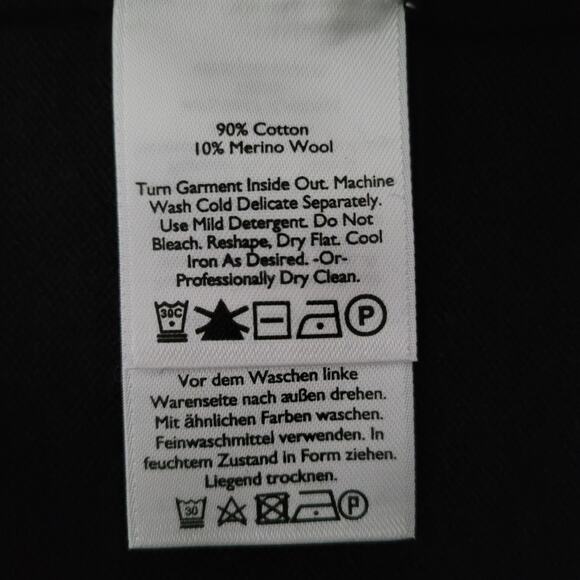 90% Cotton
10% Merino Wool
Turn Garment Inside Out. Machine
Wash Cold Delicate Separately.
Use Mild Detergent. Do Not
Bleach. Reshape, Dry Flat. Cool
Iron As Desired. -Or-
Professionally Dry Clean.
30C P
Vor dem Waschen linke
Warenseite nach außen drehen.
Mit ähnlichen Farben waschen.
Feinwaschmittel verwenden. In
feuchtem Zustand in Form ziehen.
Liegend trocknen.
30 P